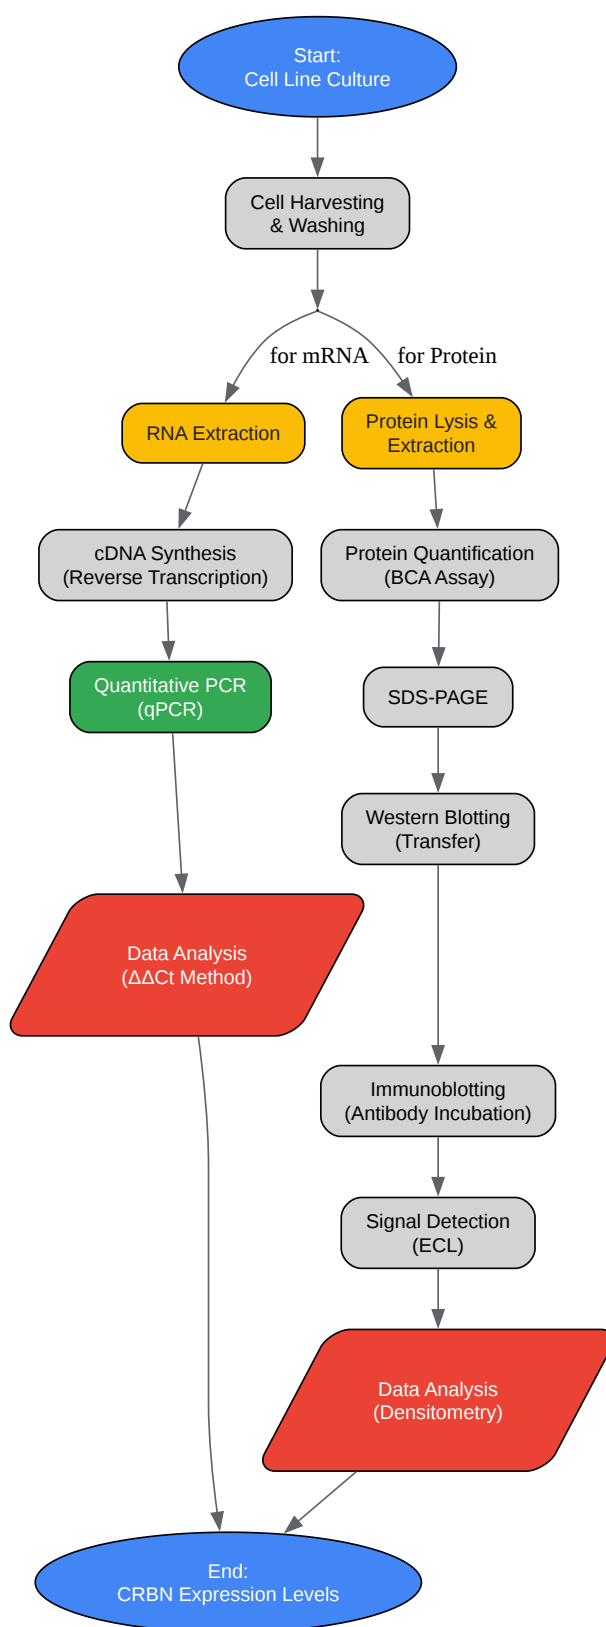 Start:
Cell Line Culture
Cell Harvesting
& Washing
for mRNA
for Protein
RNA Extraction
Protein Lysis &
Extraction
cDNA Synthesis
(Reverse Transcription)
Protein Quantification
(BCA Assay)
Quantitative PCR
(qPCR)
SDS-PAGE
Western Blotting
(Transfer)
Data Analysis
(ΔΔCt Method)
Immunoblotting
(Antibody Incubation)
Signal Detection
(ECL)
Data Analysis
(Densitometry)
End:
CRBN Expression Levels